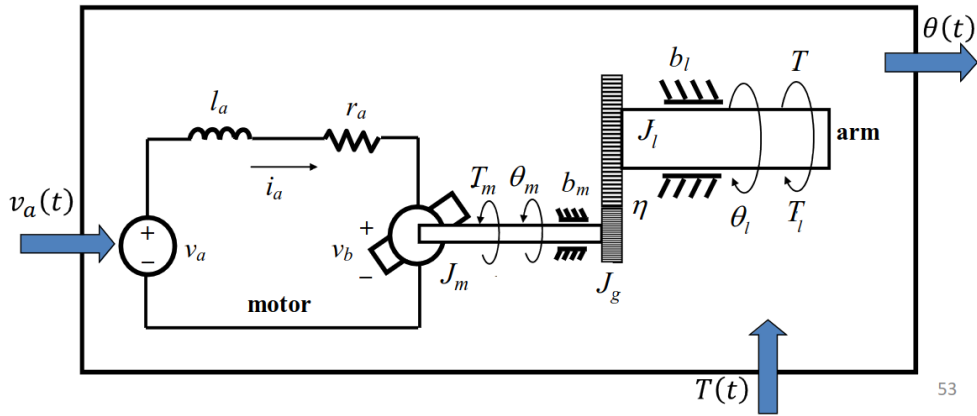 θ(t)
b_l
T
l_a
r_a
J_l
arm
i_a
T_m
θ_m
b_m
v_a(t)
η
θ_l
T_l
+
+
v_a
v_b
−
−
J_m
J_g
motor
T(t)
53